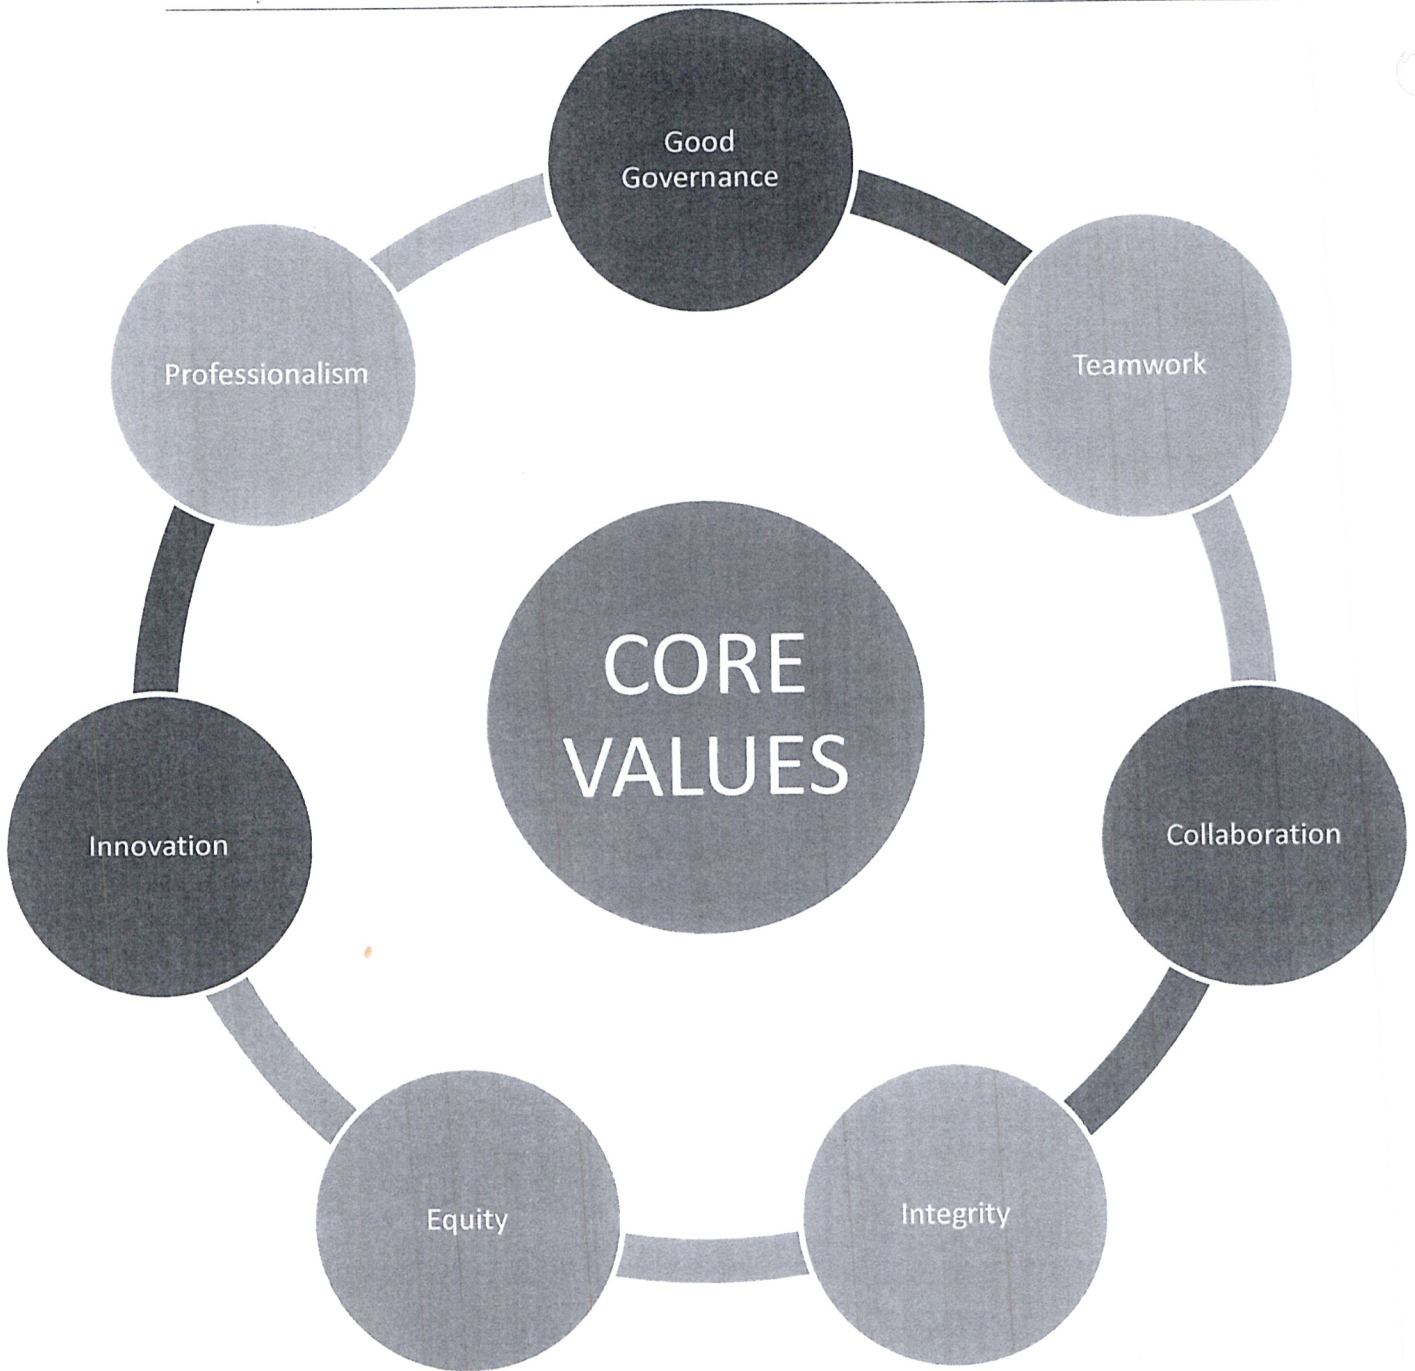 Good
Governance
Teamwork
Professionalism
CORE
VALUES
Collaboration
Innovation
Integrity
Equity